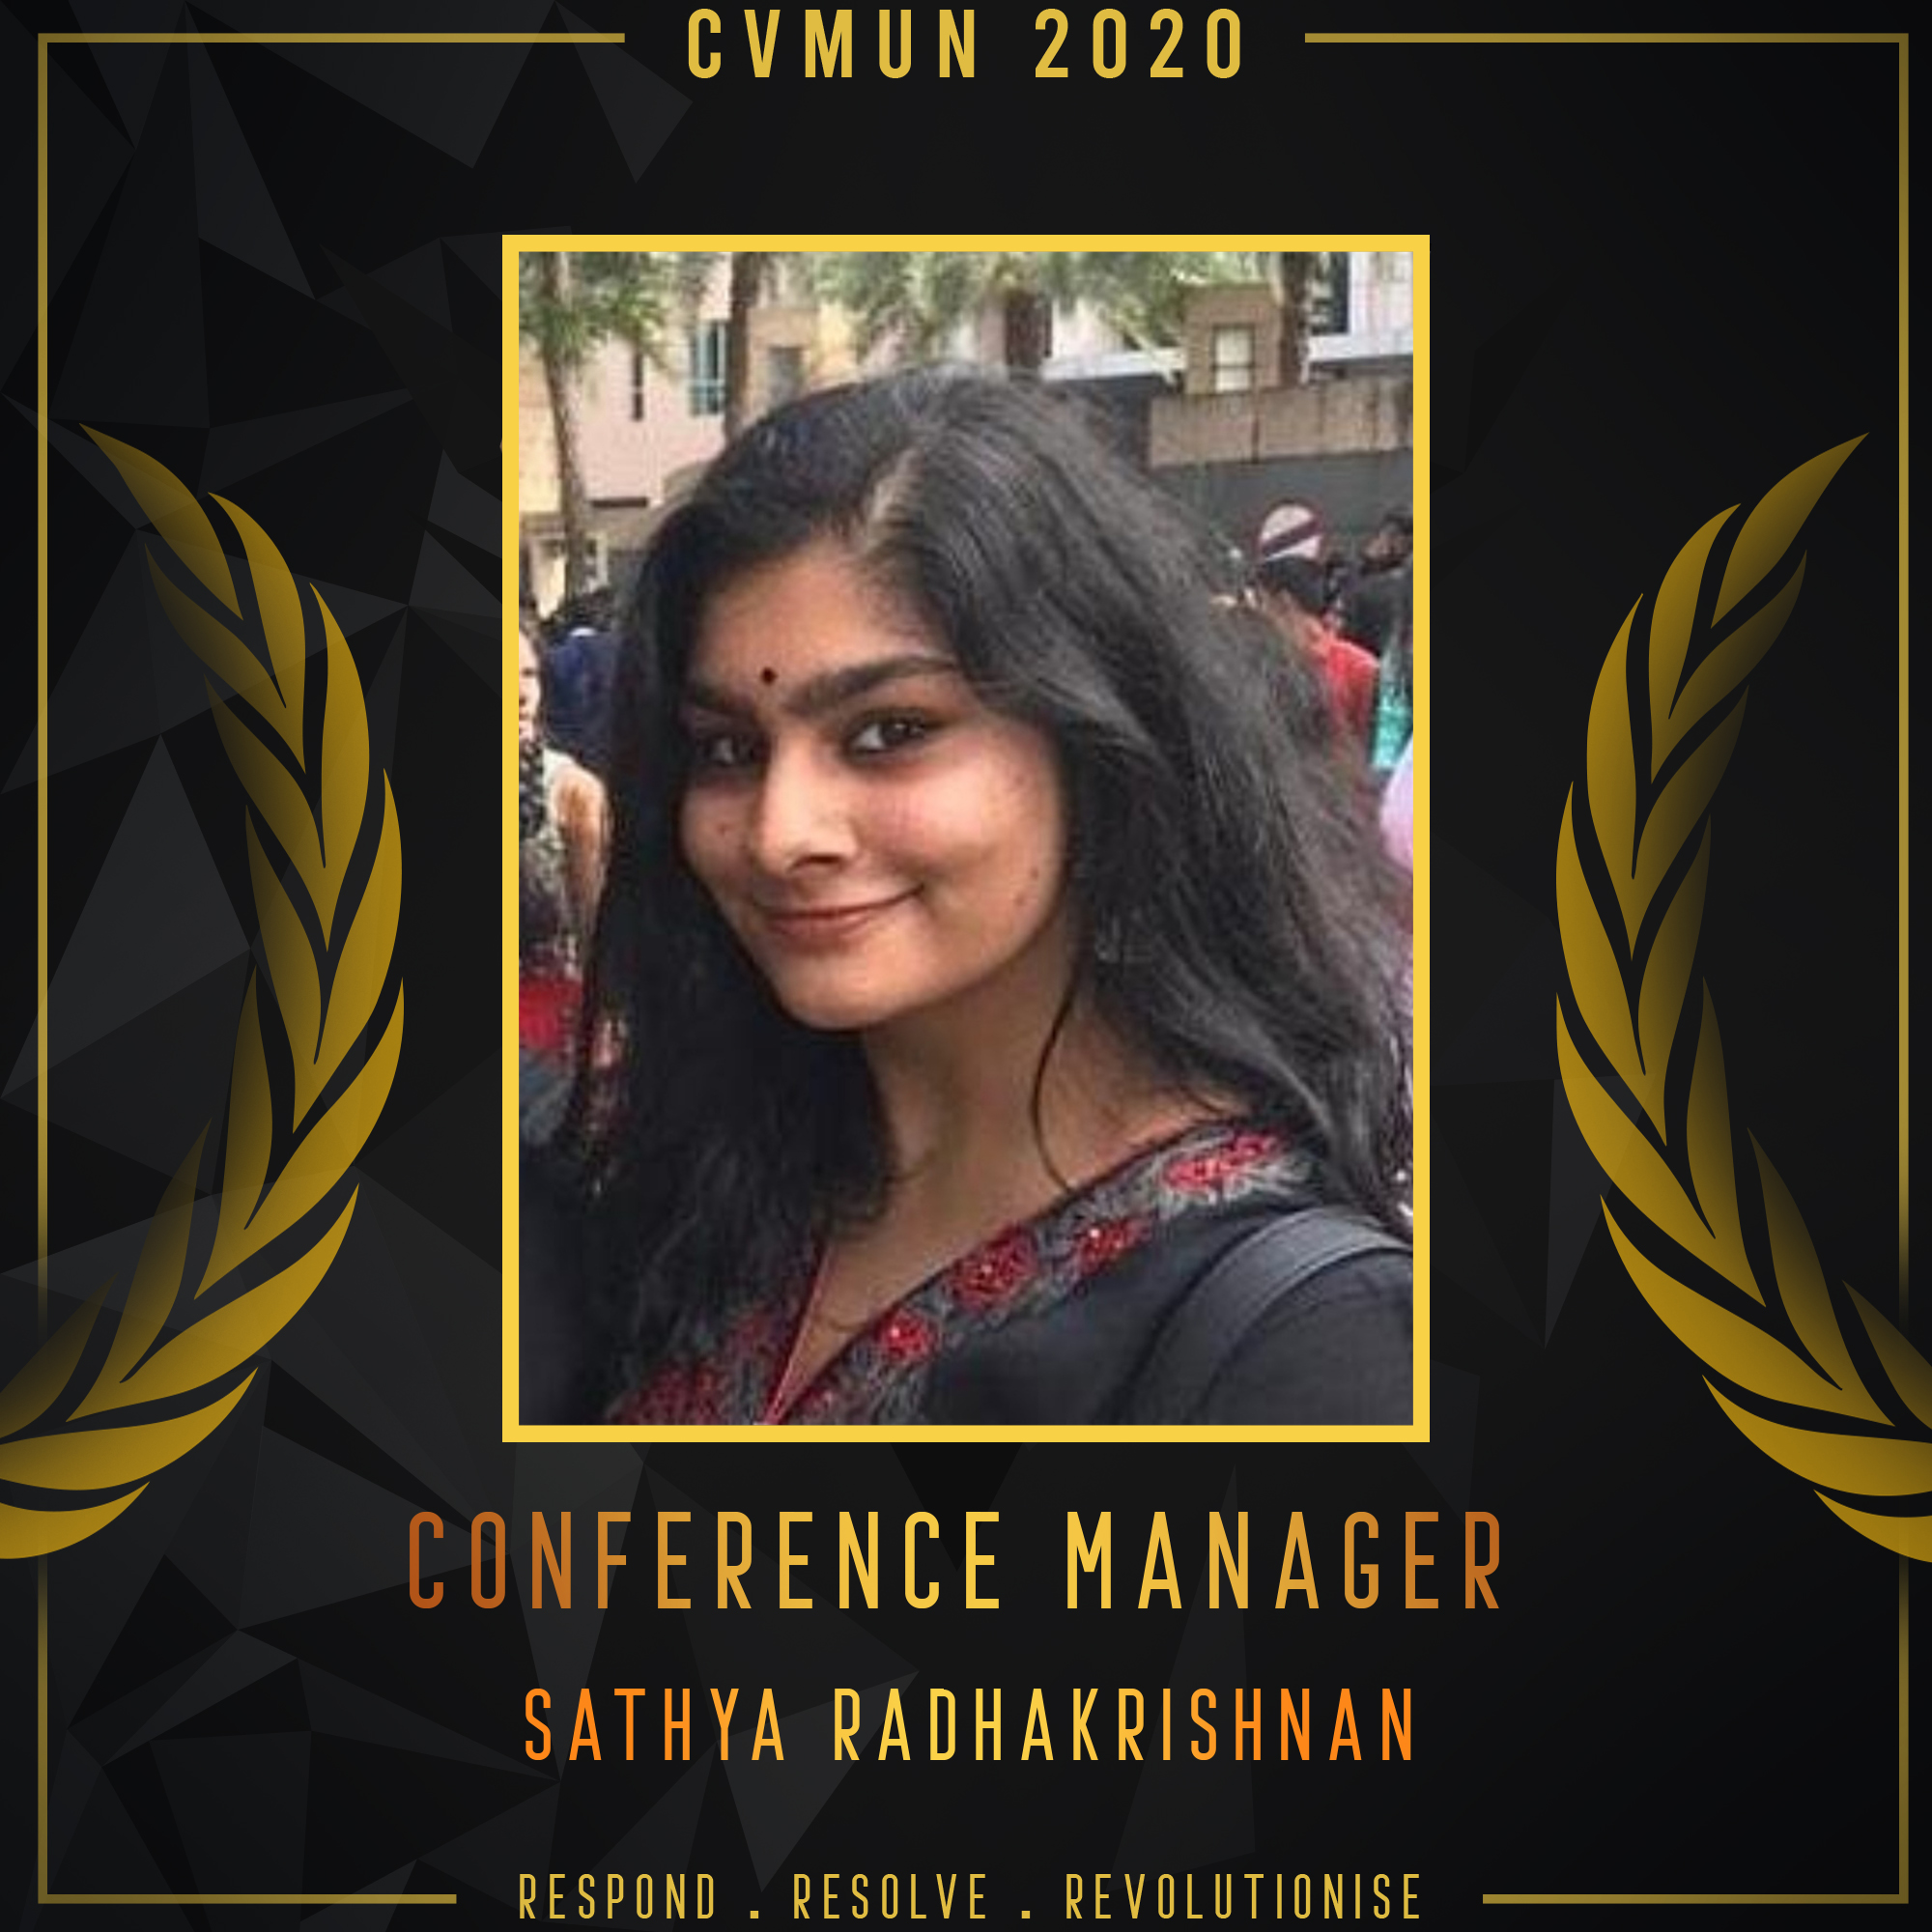 CVMUN 2020
CONFERENCE MANAGER
SATHYA RADHAKRISHNAN
RESPOND . RESOLVE . REVOLUTIONISE